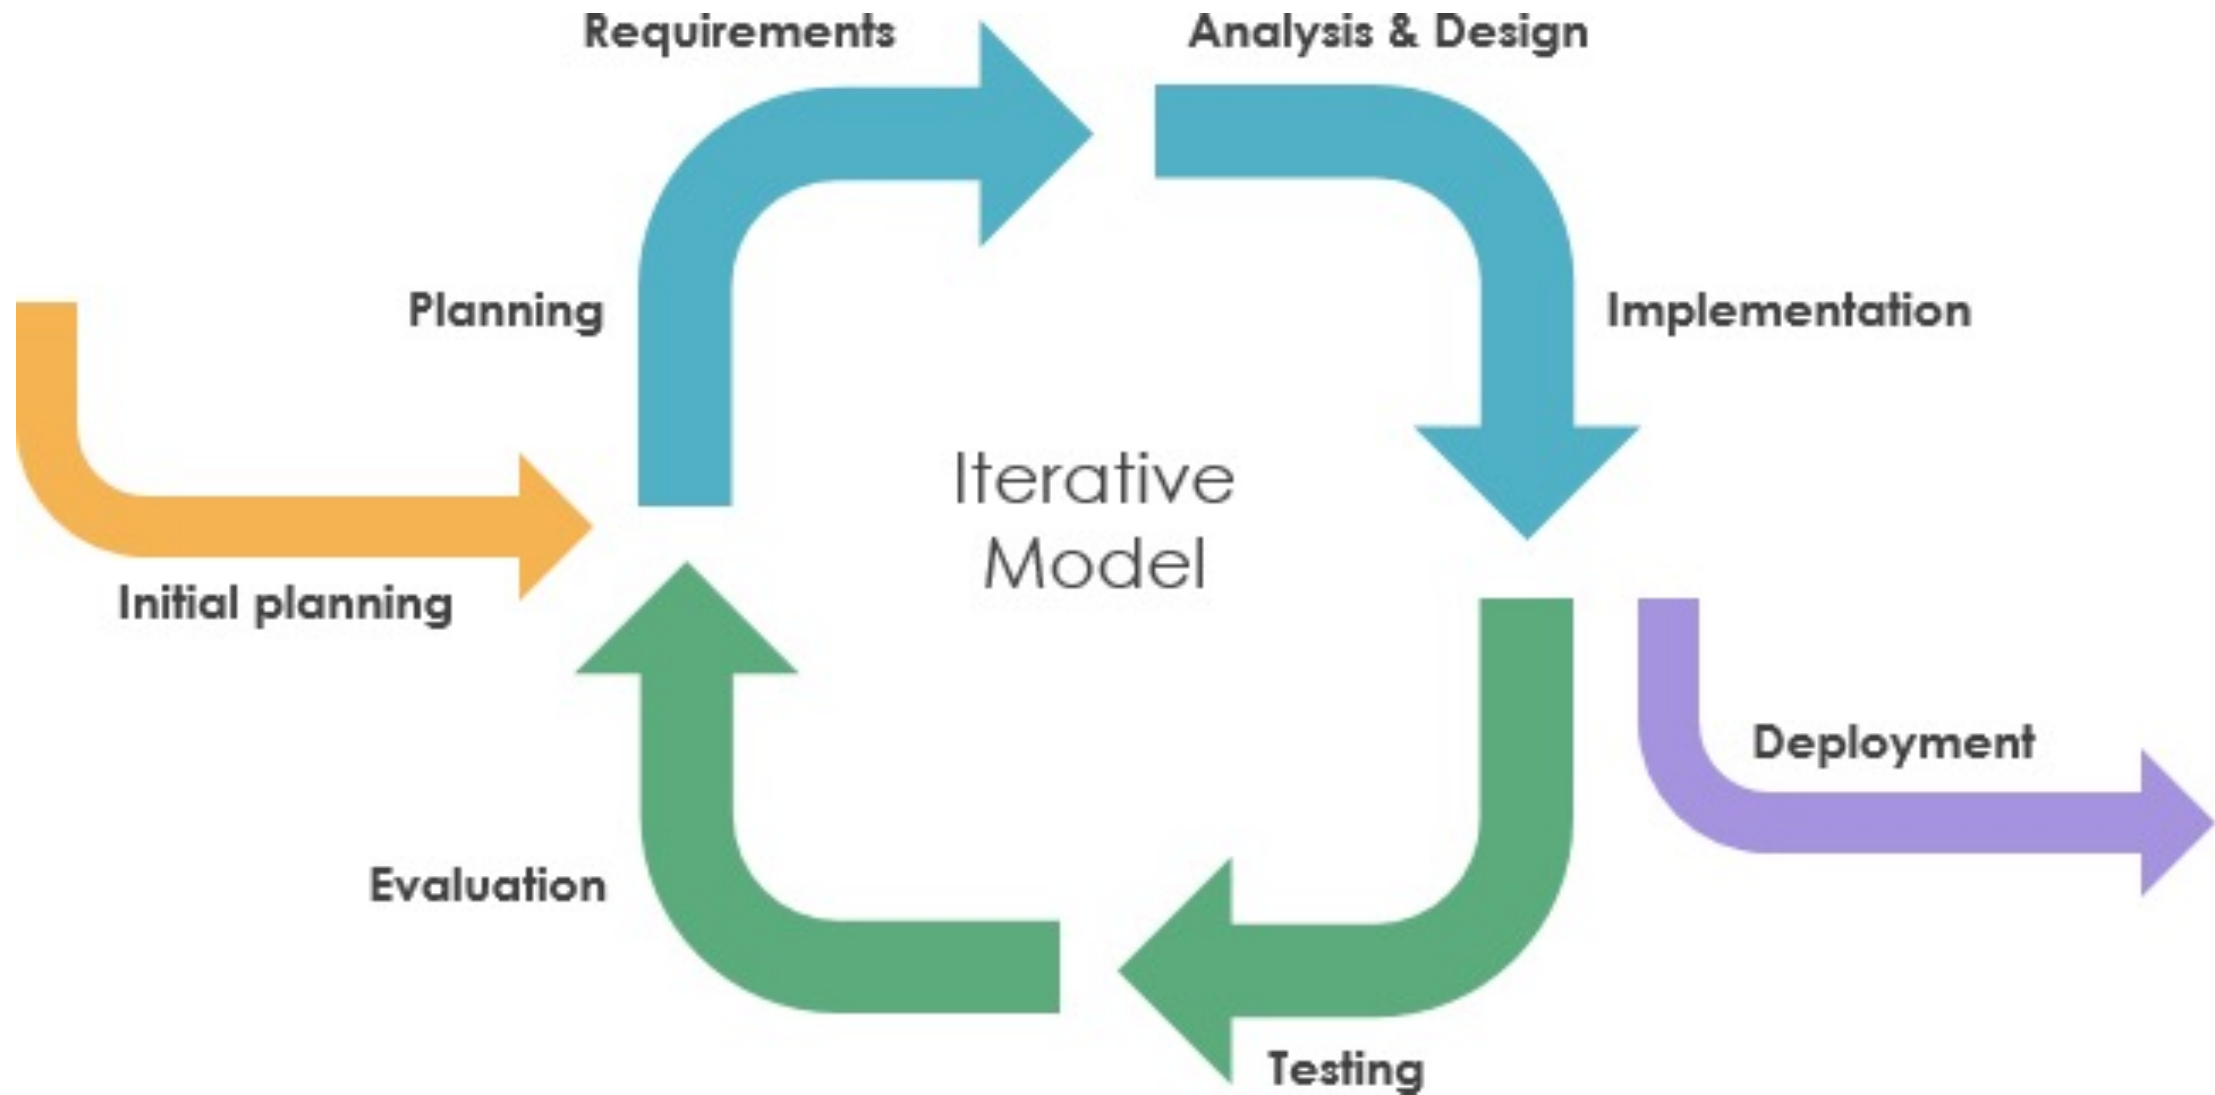 Requirements
Analysis & Design
Planning
Implementation
Iterative
Model
Initial planning
Deployment
Evaluation
Testing